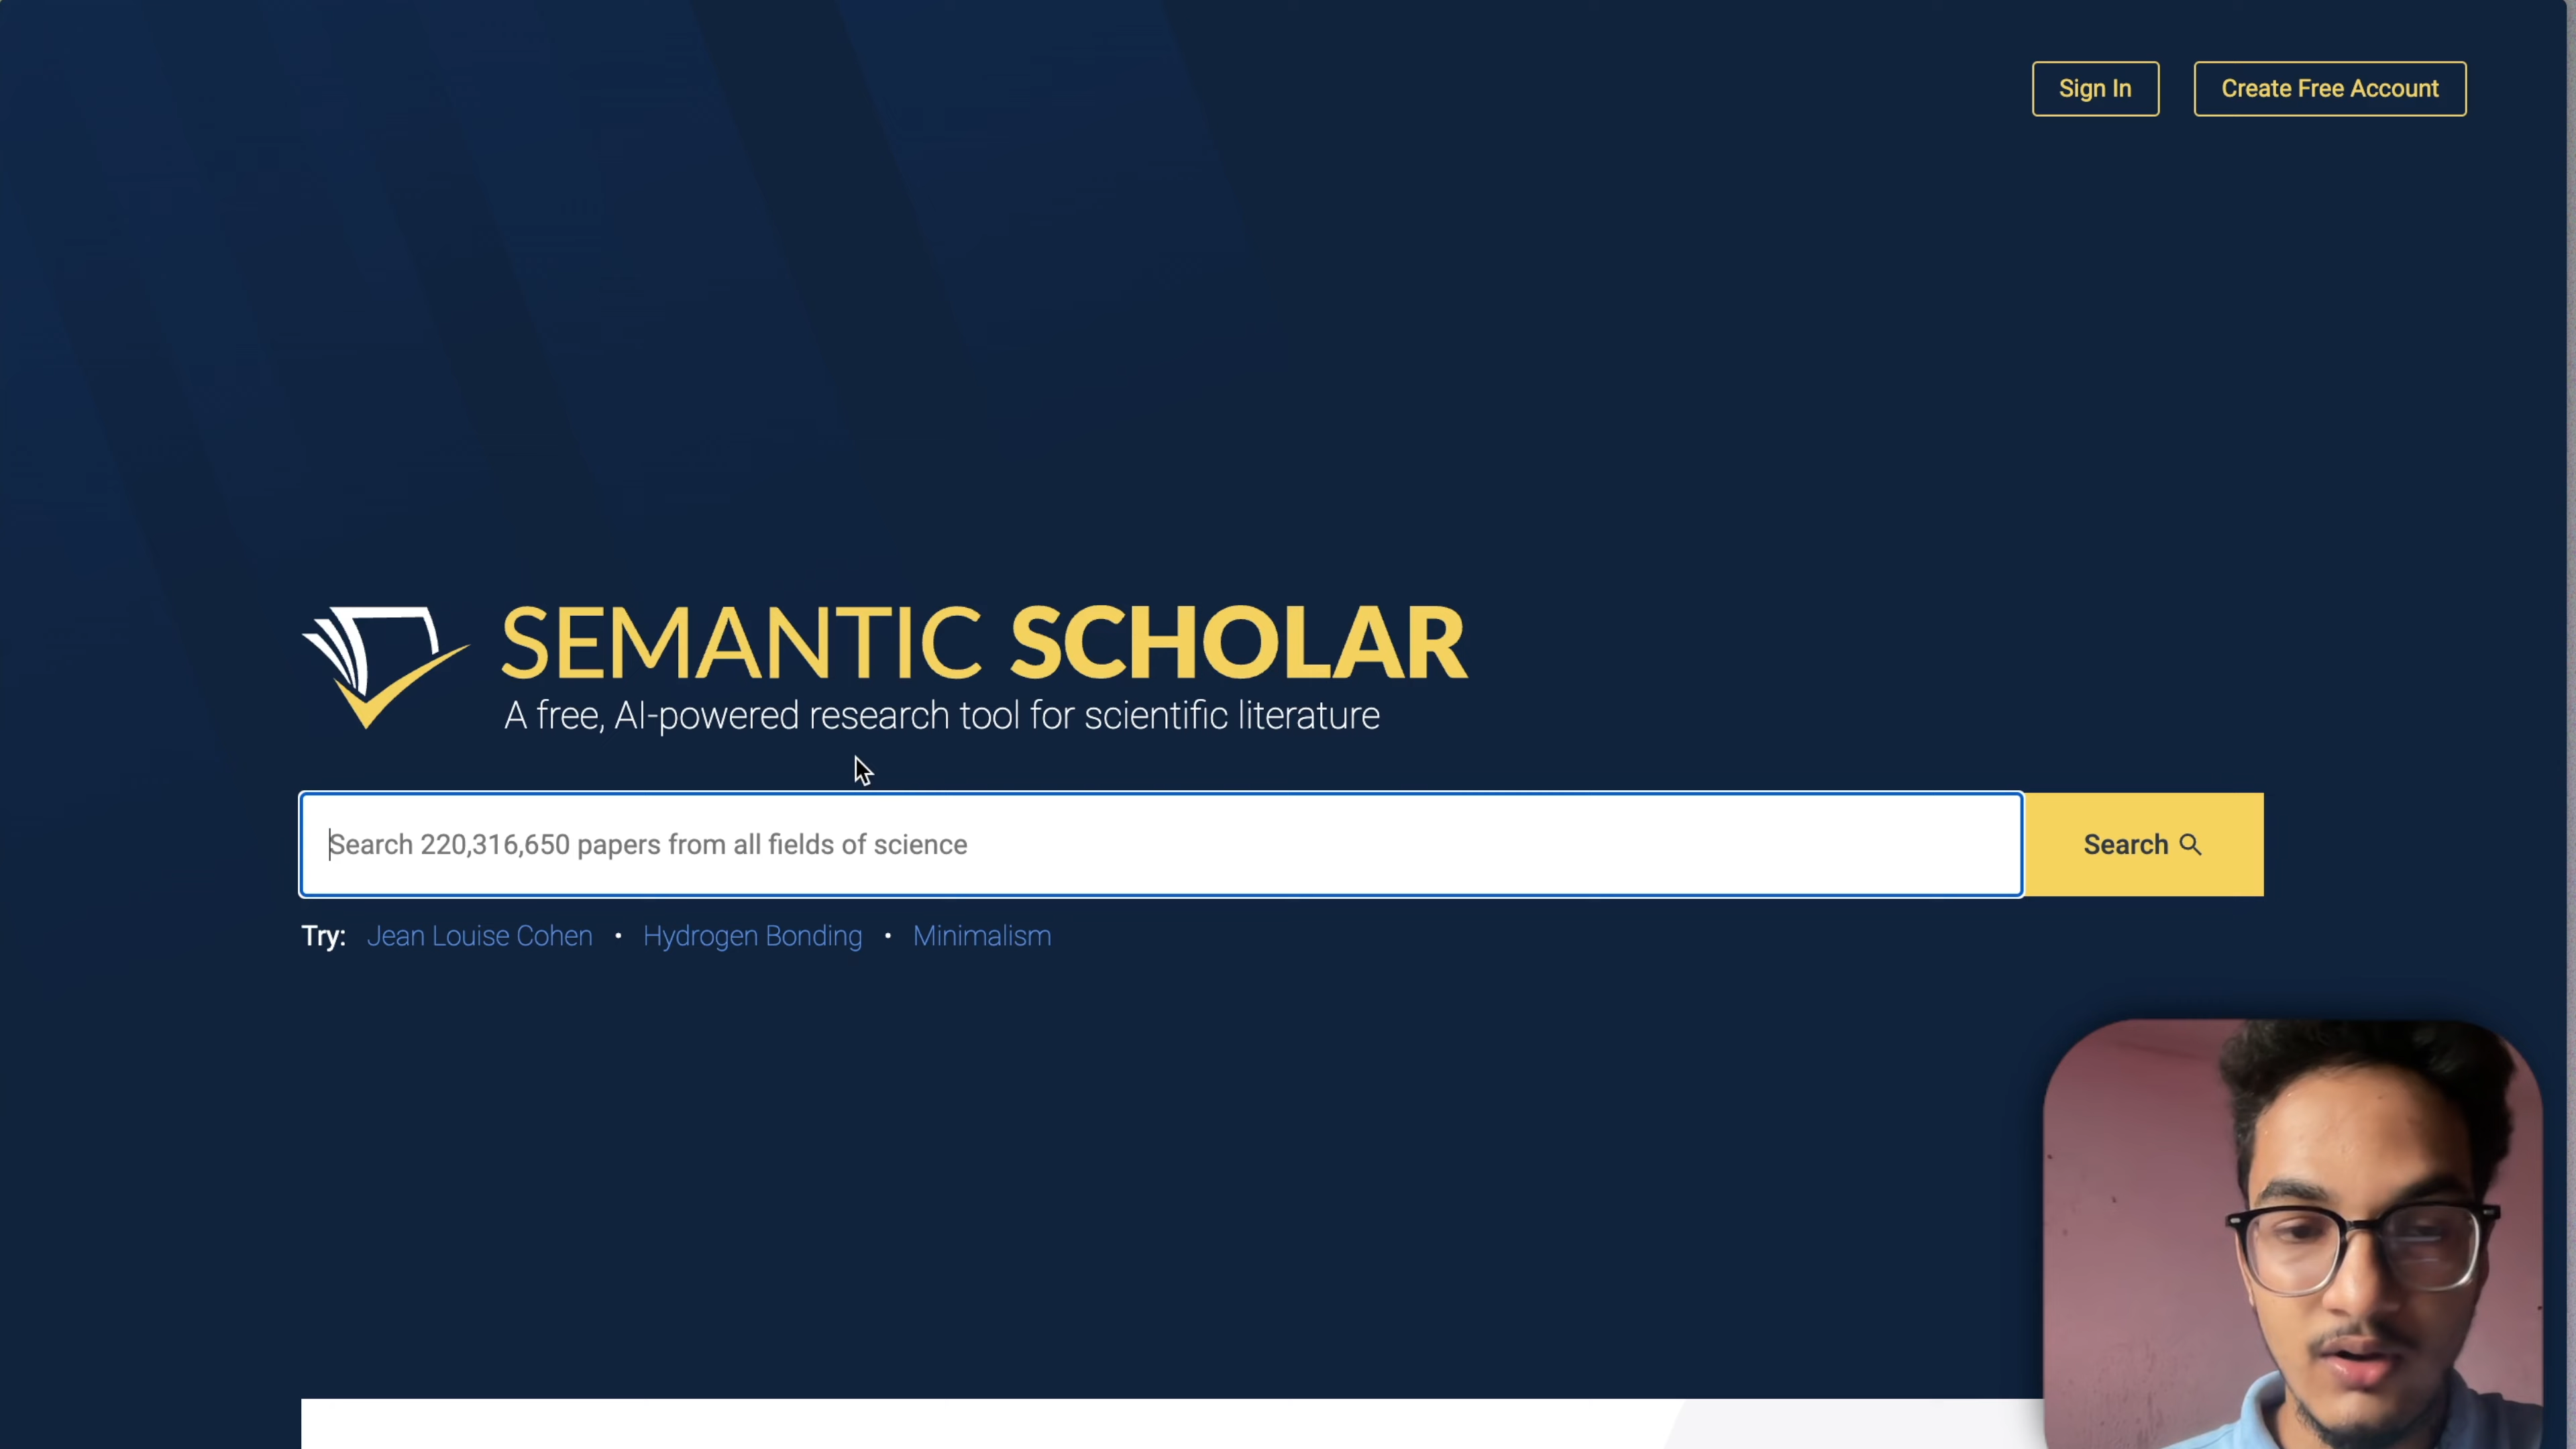 Sign In
Create Free Account
SEMANTIC SCHOLAR
A free, AI-powered research tool for scientific literature
Search 220,316,650 papers from all fields of science
Search
Try: Jean Louise Cohen • Hydrogen Bonding • Minimalism